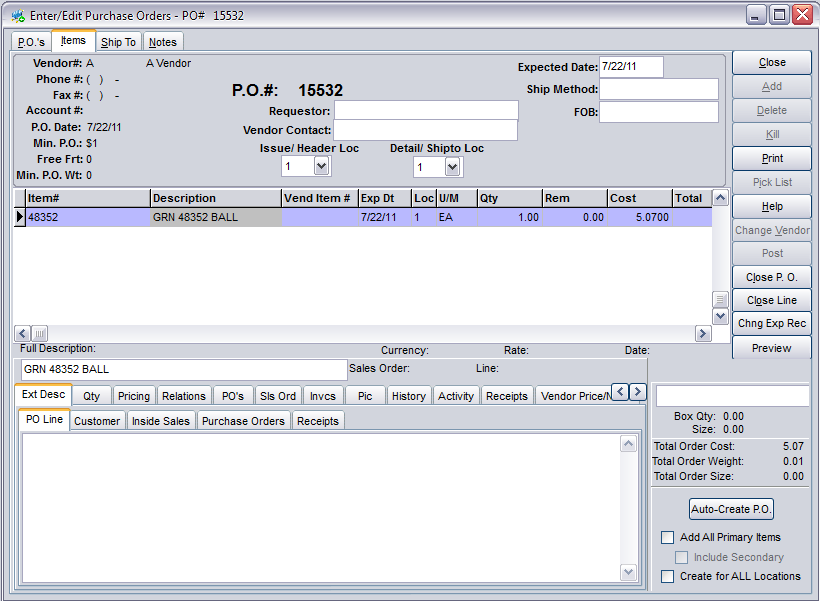 Enter/Edit Purchase Orders - PO# 15532
P.O.'s Items Ship To Notes
Vendor#: A A Vendor
Phone #: ( ) -
Fax #: ( ) -
Account #:
P.O. Date: 7/22/11
Min. P.O.: $1
Free Frt: 0
Min. P.O. Wt: 0
P.O.#: 15532
Requestor:
Vendor Contact:
Issue/ Header Loc Detail/ Shipto Loc
1 1
Expected Date: 7/22/11
Ship Method:
FOB:
Close
Add
Delete
Kill
Print
Pick List
Help
Change Vendor
Post
Close P. O.
Close Line
Chng Exp Rec
Preview
Item# Description Vend Item # Exp Dt Loc U/M Qty Rem Cost Total
48352 GRN 48352 BALL 7/22/11 1 EA 1.00 0.00 5.0700
Full Description: Currency: Rate: Date:
GRN 48352 BALL Sales Order: Line:
Ext Desc Qty Pricing Relations PO's Sls Ord Invcs Pic History Activity Receipts Vendor Price/
PO Line Customer Inside Sales Purchase Orders Receipts
Box Qty: 0.00
Size: 0.00
Total Order Cost: 5.07
Total Order Weight: 0.01
Total Order Size: 0.00
Auto-Create P.O.
Add All Primary Items
Include Secondary
Create for ALL Locations